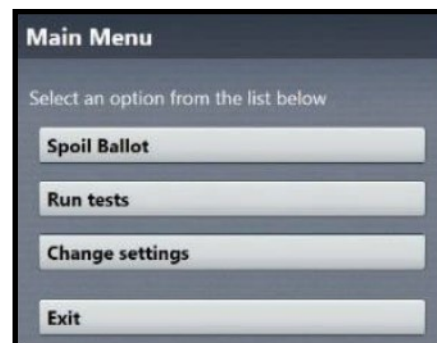 Main Menu
Select an option from the list below
Spoil Ballot
Run tests
Change settings
Exit